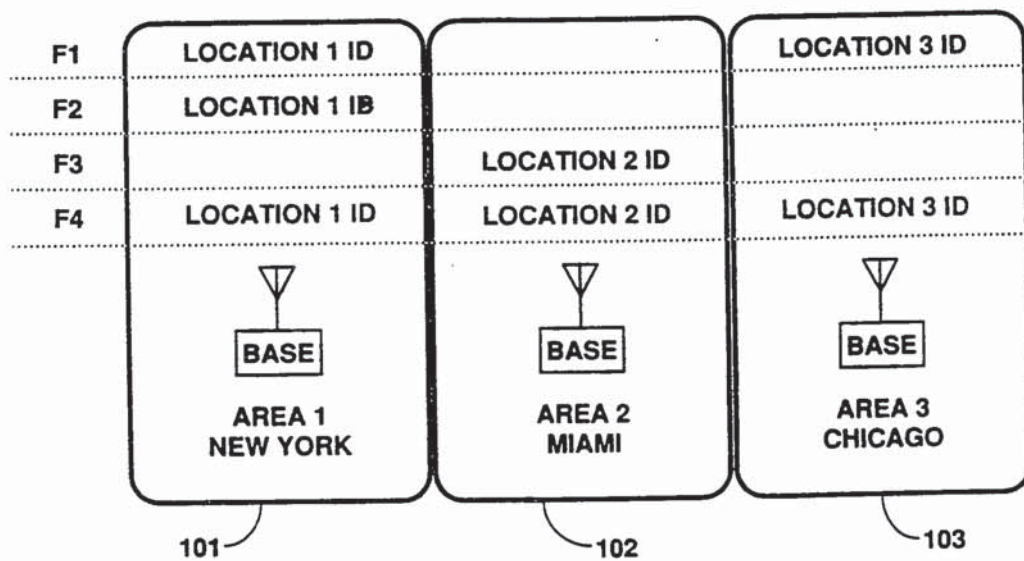 F1 LOCATION 1 ID LOCATION 3 ID
F2 LOCATION 1 IB
F3 LOCATION 2 ID
F4 LOCATION 1 ID LOCATION 2 ID LOCATION 3 ID
BASE BASE BASE
AREA 1 AREA 2 AREA 3
NEW YORK MIAMI CHICAGO
101 102 103